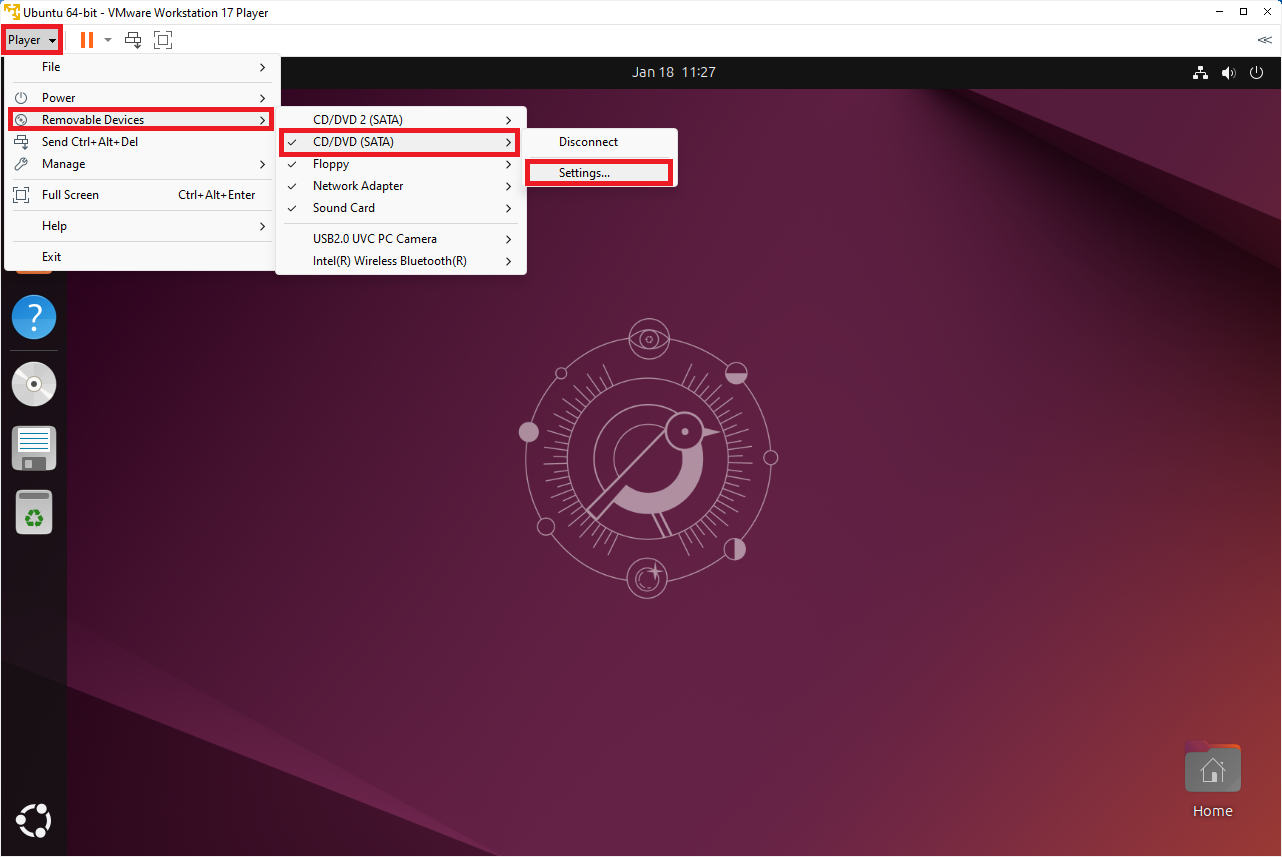 Ubuntu 64-bit - VMware Workstation 17 Player
Player
Jan 18 11:27
File
Power
Removable Devices
Send Ctrl+Alt+Del
Manage
Full Screen Ctrl+Alt+Enter
Help
Exit
CD/DVD 2 (SATA)
CD/DVD (SATA)
Floppy
Network Adapter
Sound Card
USB2.0 UVC PC Camera
Intel(R) Wireless Bluetooth(R)
Disconnect
Settings...
?
Home